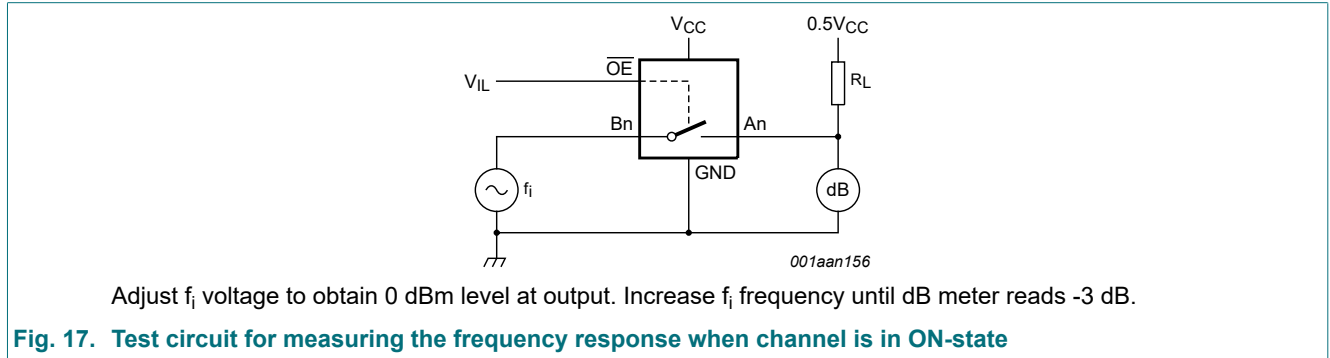 VCC 0.5VCC
OE
VIL
RL
Bn An
GND
fi dB
001aan156
Adjust fi voltage to obtain 0 dBm level at output. Increase fi frequency until dB meter reads -3 dB.
Fig. 17. Test circuit for measuring the frequency response when channel is in ON-state